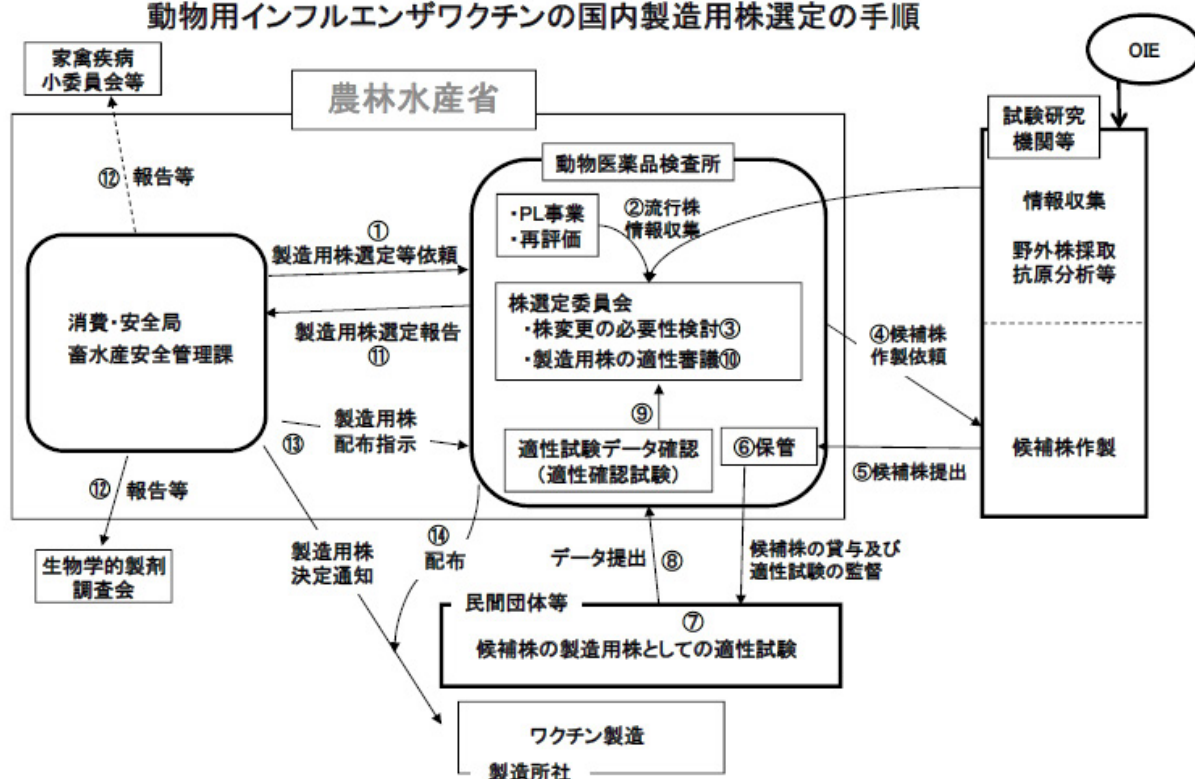 動物用インフルエンザワクチンの国内製造用株選定の手順
家禽疾病
小委員会等
農林水産省
OIE
試験研究
機関等
⑫ 報告等
動物医薬品検査所
・PL事業
・再評価
②流行株
情報収集
情報収集
野外株採取
抗原分析等
①
製造用株選定等依頼
消費・安全局
畜水産安全管理課
製造用株選定報告
⑪
株選定委員会
・株変更の必要性検討③
・製造用株の適性審議⑩
④候補株
作製依頼
⑨
製造用株
⑬ 配布指示
適性試験データ確認
(適性確認試験)
⑥保管
⑤候補株提出
候補株作製
⑫ 報告等
生物学的製剤
調査会
製造用株
決定通知
⑭
配布
データ提出 ⑧
候補株の貸与及び
適性試験の監督
民間団体等
⑦
候補株の製造用株としての適性試験
ワクチン製造
製造所社